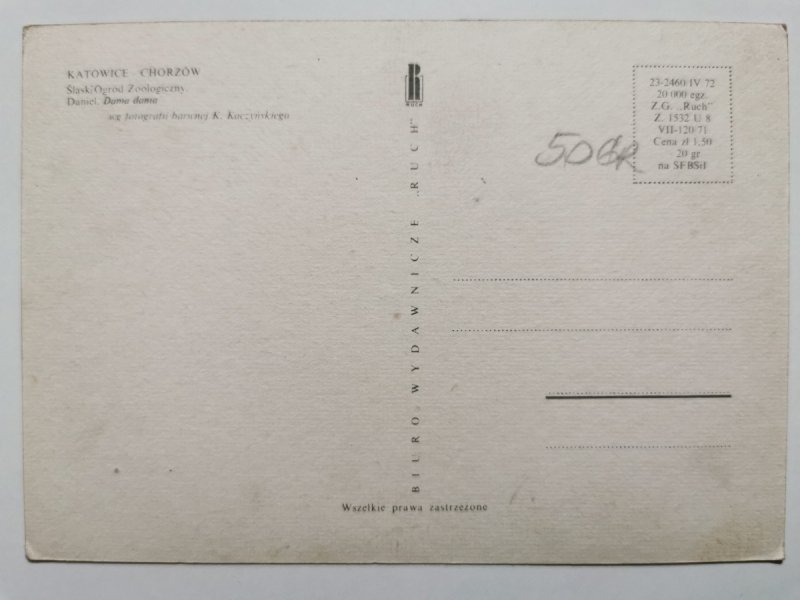 KATOWICE - CHORZÓW
Śląski Ogród Zoologiczny.
Daniel. Dama dama
wg fotografii barwnej K. Kaczyńskiego
R
RUCH
BIURO WYDAWNICZE „RUCH”
23-2460 IV 72
20 000 egz.
Z.G. „Ruch”
Z. 1532 U 8
VII-120/71
Cena zł 1,50
20 gr
na SFBSiI
50GR
Wszelkie prawa zastrzeżone